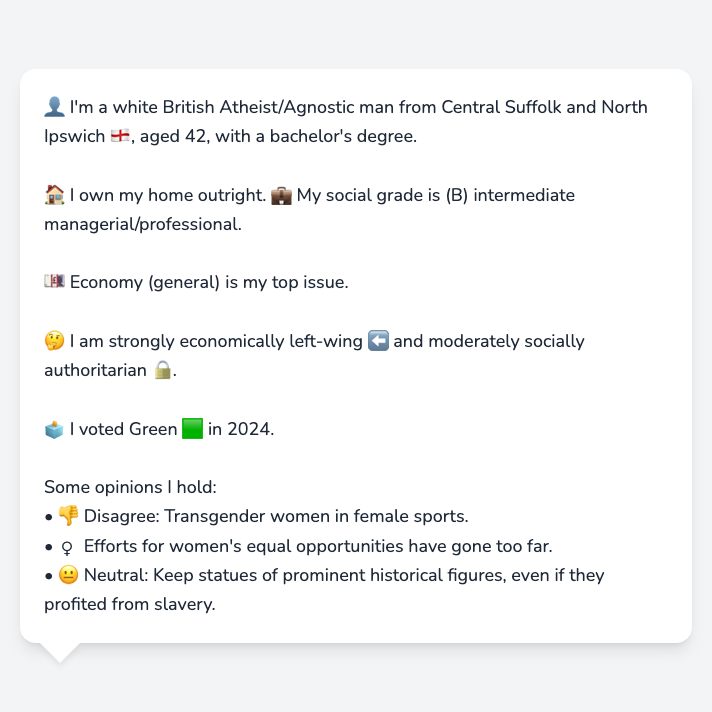 👤 I'm a white British Atheist/Agnostic man from Central Suffolk and North
Ipswich 🏴󠁧󠁢󠁥󠁮󠁧󠁿, aged 42, with a bachelor's degree.
🏠 I own my home outright. 💼 My social grade is (B) intermediate
managerial/professional.
💷 Economy (general) is my top issue.
🤔 I am strongly economically left-wing ⬅️ and moderately socially
authoritarian 🔒.
🗳️ I voted Green 🟩 in 2024.
Some opinions I hold:
• 👎 Disagree: Transgender women in female sports.
• ♀ Efforts for women's equal opportunities have gone too far.
• 😐 Neutral: Keep statues of prominent historical figures, even if they
profited from slavery.